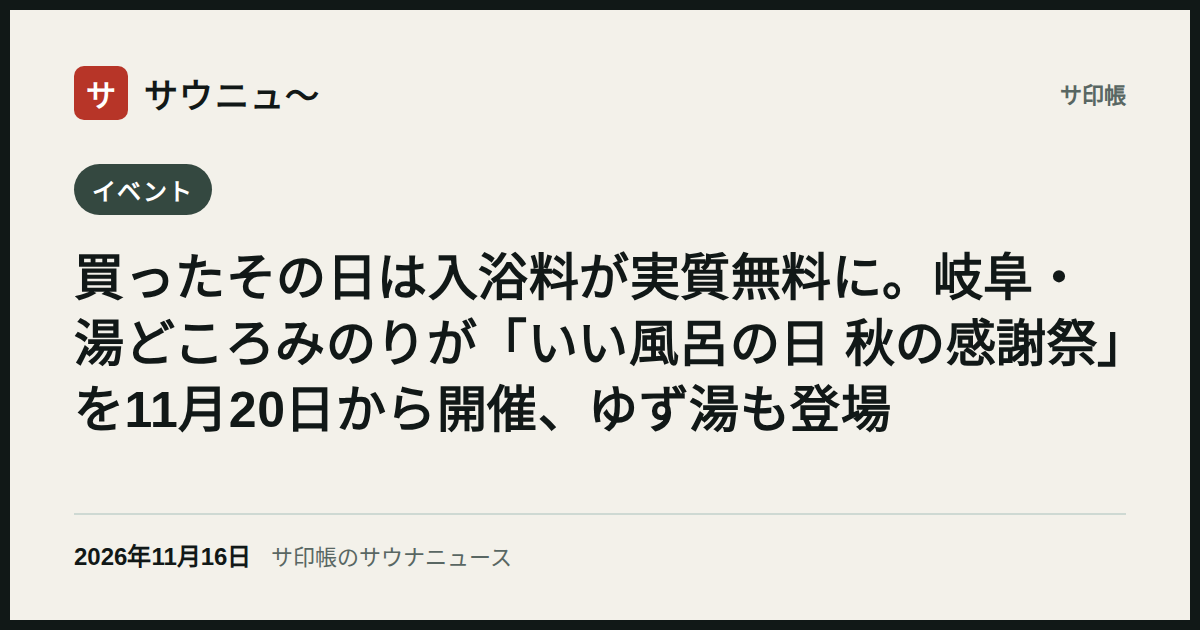 サ サウニュ〜 サ印帳
イベント
買ったその日は入浴料が実質無料に。岐阜・
湯どころみのりが「いい風呂の日 秋の感謝祭」
を11月20日から開催、ゆず湯も登場
2026年11月16日 サ印帳のサウナニュース